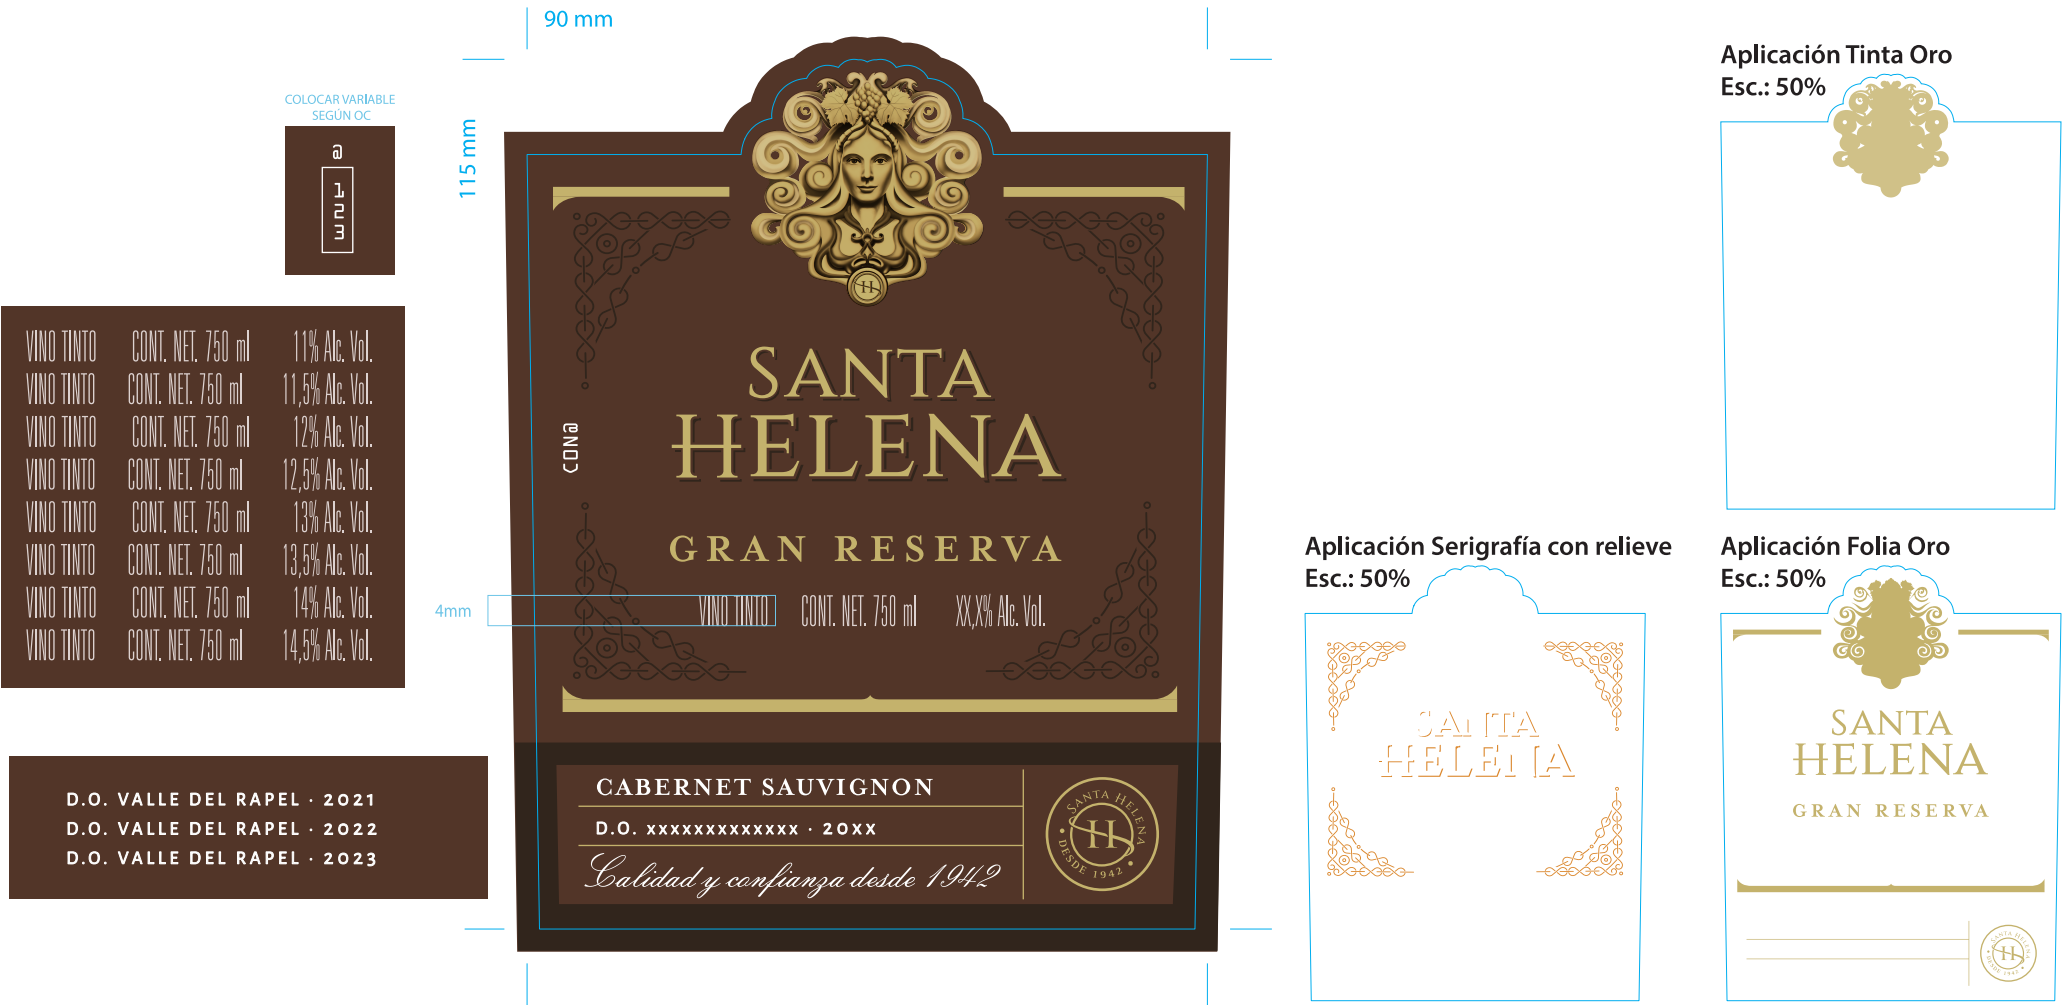 90 mm
115 mm
COLOCAR VARIABLE
SEGÚN OC
@
123
VINO TINTO CONT. NET. 750 ml 11% Alc. Vol.
VINO TINTO CONT. NET. 750 ml 11,5% Alc. Vol.
VINO TINTO CONT. NET. 750 ml 12% Alc. Vol.
VINO TINTO CONT. NET. 750 ml 12,5% Alc. Vol.
VINO TINTO CONT. NET. 750 ml 13% Alc. Vol.
VINO TINTO CONT. NET. 750 ml 13,5% Alc. Vol.
VINO TINTO CONT. NET. 750 ml 14% Alc. Vol.
VINO TINTO CONT. NET. 750 ml 14,5% Alc. Vol.
D.O. VALLE DEL RAPEL · 2021
D.O. VALLE DEL RAPEL · 2022
D.O. VALLE DEL RAPEL · 2023
H
SANTA
HELENA
CON@
GRAN RESERVA
4mm
VINO TINTO CONT. NET. 750 ml XX,X% Alc. Vol.
CABERNET SAUVIGNON
D.O. xxxxxxxxxxxxx · 20XX
Calidad y confianza desde 1942
SANTA HELENA
H
• DESDE 1942 •
Aplicación Tinta Oro
Esc.: 50%
Aplicación Serigrafía con relieve
Esc.: 50%
SANTA
HELENA
Aplicación Folia Oro
Esc.: 50%
SANTA
HELENA
GRAN RESERVA
SANTA HELENA
H
• DESDE 1942 •